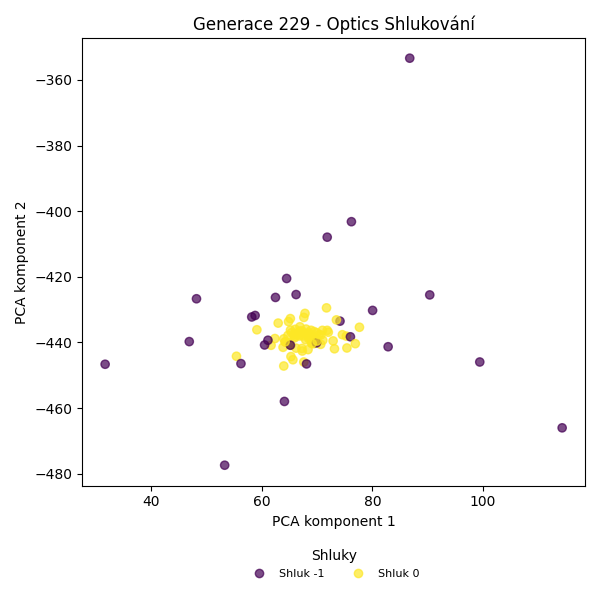 Generace 229 - Optics Shlukování
PCA komponent 2
−360
−380
−400
−420
−440
−460
−480
40 60 80 100
PCA komponent 1
Shluky
Shluk -1 Shluk 0